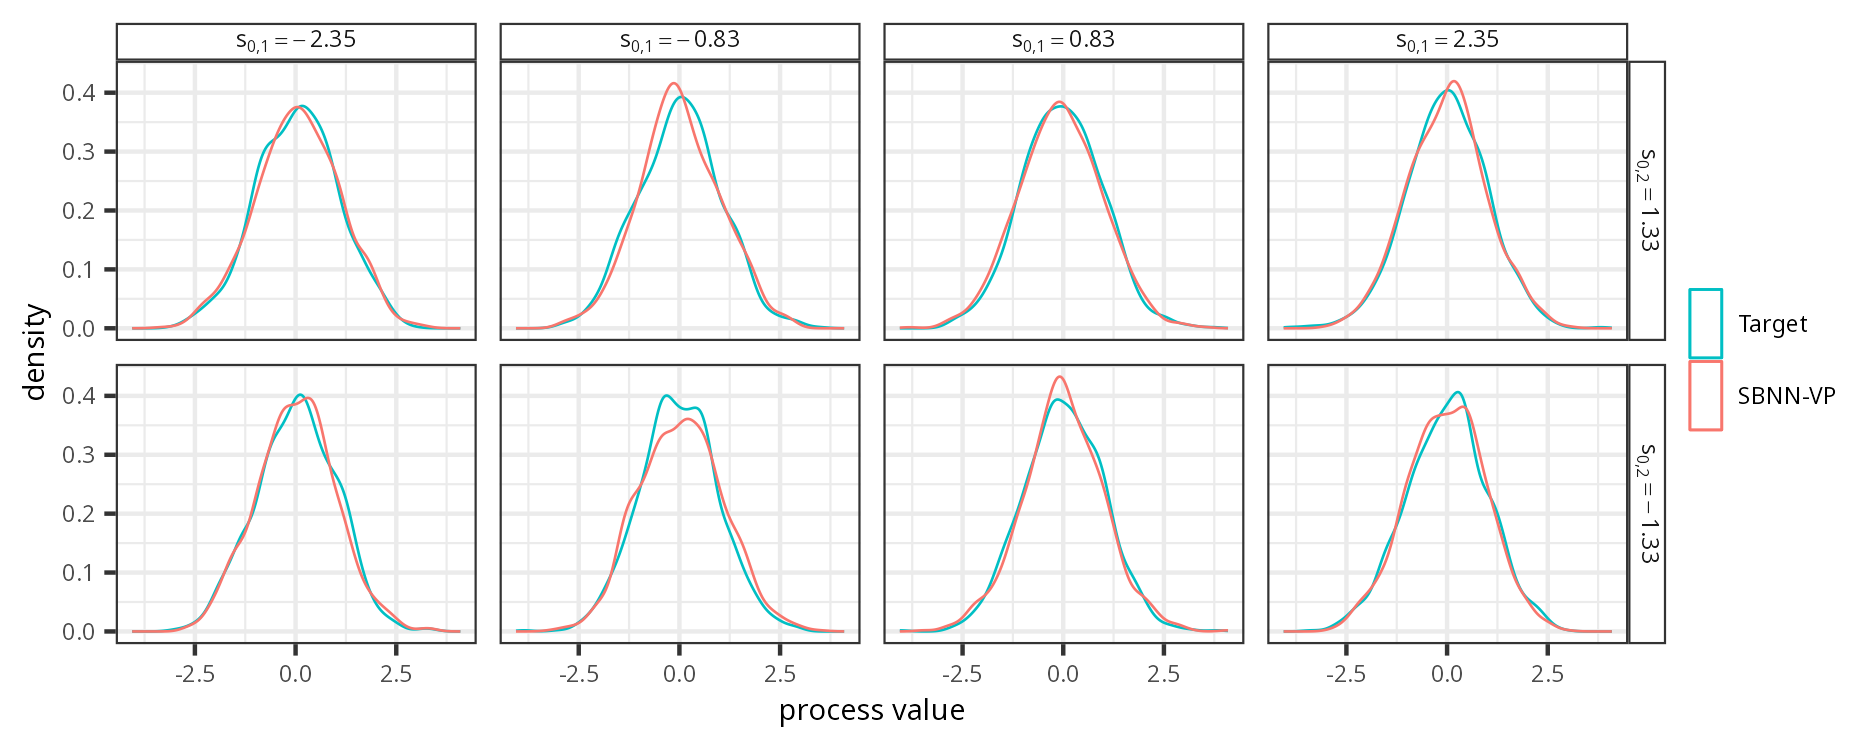 s0,1 = − 2.35
s0,1 = − 0.83
s0,1 = 0.83
s0,1 = 2.35
0.4
0.3
0.2
0.1
0.0
s0,2 = 1.33
0.4
0.3
0.2
0.1
0.0
s0,2 = − 1.33
-2.5 0.0 2.5
-2.5 0.0 2.5
-2.5 0.0 2.5
-2.5 0.0 2.5
process value
density
Target
SBNN-VP